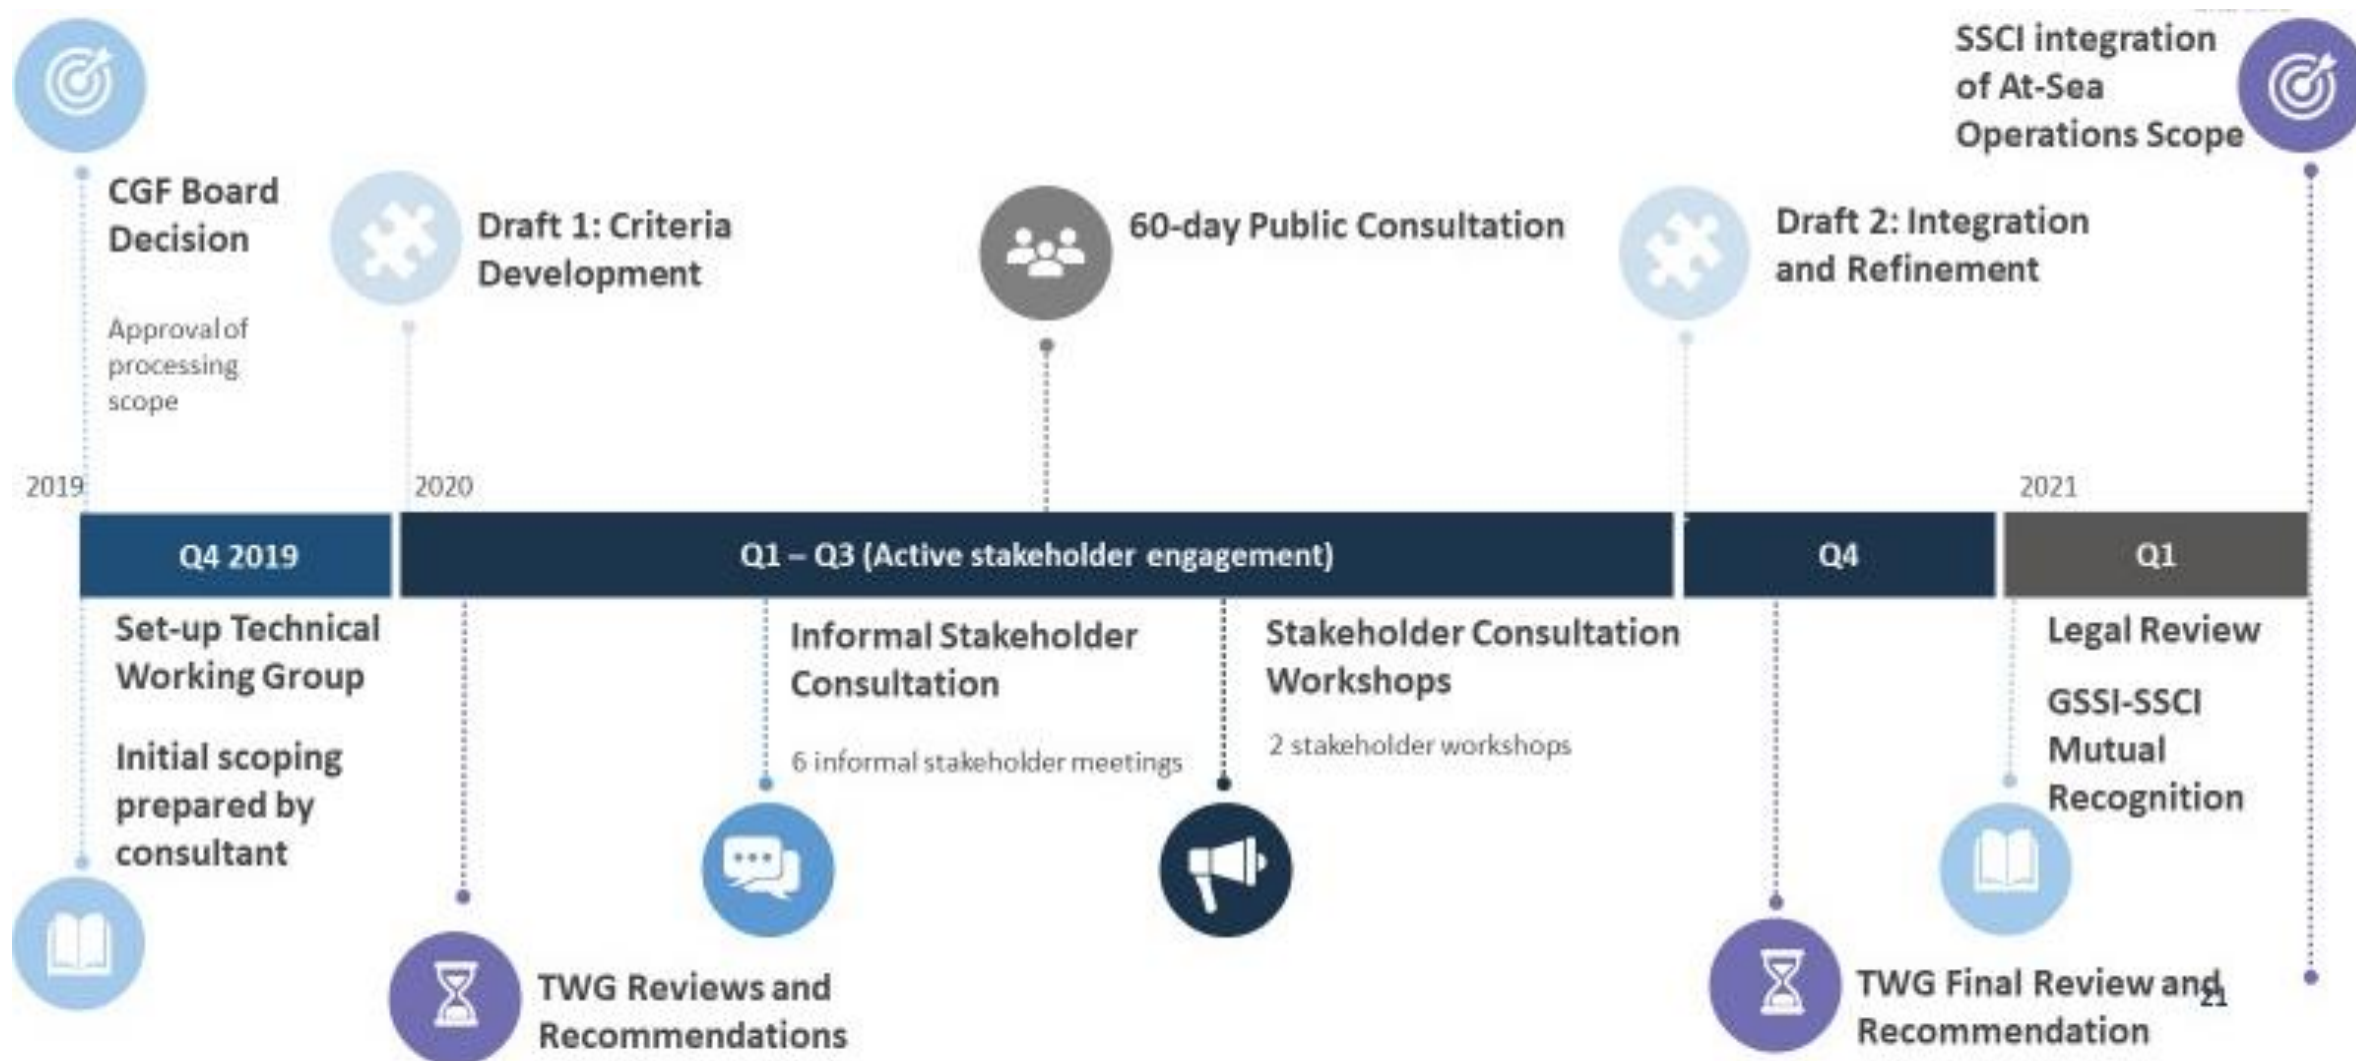 SSCI integration
of At-Sea
Operations Scope
CGF Board
Decision
Approval of
processing
scope
Draft 1: Criteria
Development
60-day Public Consultation
Draft 2: Integration
and Refinement
2019
2020
2021
Q4 2019
Q1 – Q3 (Active stakeholder engagement)
Q4
Q1
Set-up Technical
Working Group
Initial scoping
prepared by
consultant
TWG Reviews and
Recommendations
Informal Stakeholder
Consultation
6 informal stakeholder meetings
Stakeholder Consultation
Workshops
2 stakeholder workshops
TWG Final Review and
Recommendation
Legal Review
GSSI-SSCI
Mutual
Recognition
21